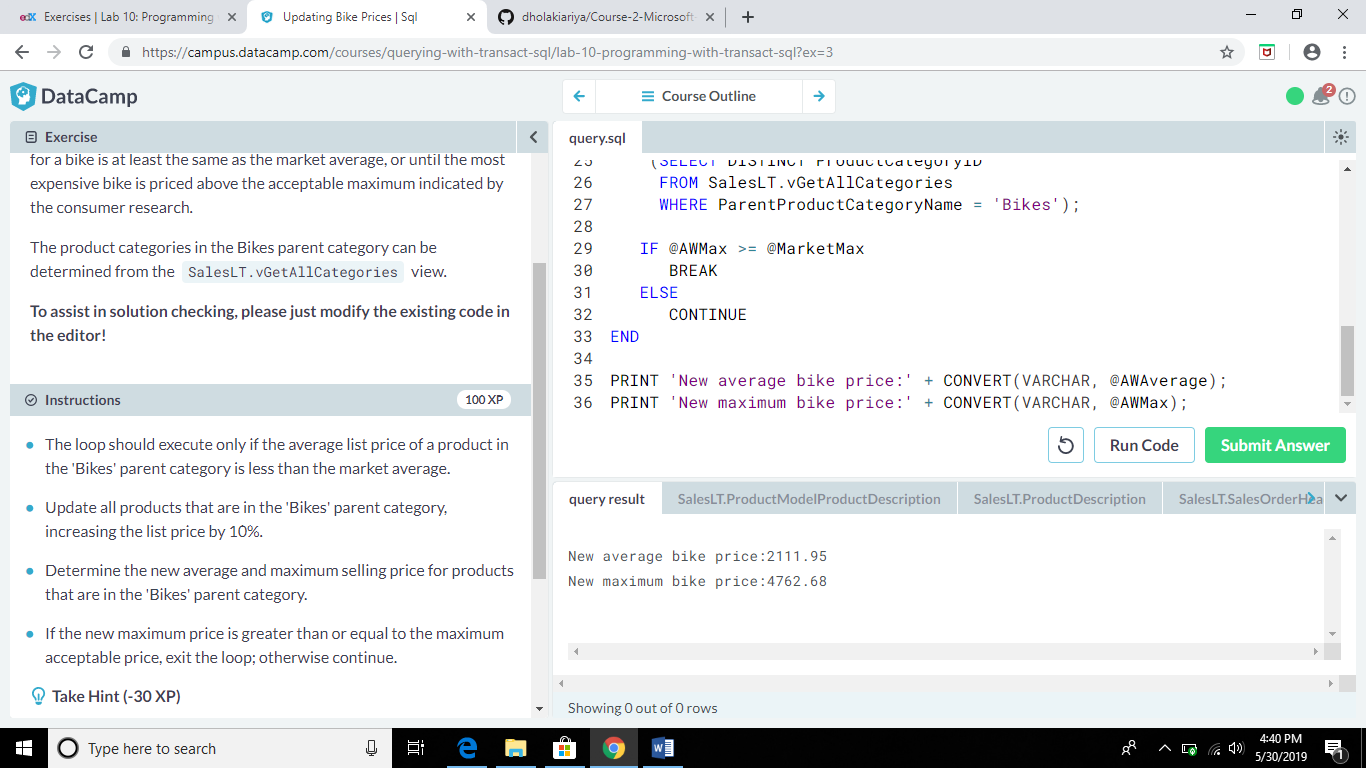 edX Exercises | Lab 10: Programming
Updating Bike Prices | Sql
dholakiariya/Course-2-Microsoft
https://campus.datacamp.com/courses/querying-with-transact-sql/lab-10-programming-with-transact-sql?ex=3
DataCamp
Course Outline
2
Exercise
for a bike is at least the same as the market average, or until the most
expensive bike is priced above the acceptable maximum indicated by
the consumer research.
The product categories in the Bikes parent category can be
determined from the SalesLT.vGetAllCategories view.
To assist in solution checking, please just modify the existing code in
the editor!
Instructions
100 XP
The loop should execute only if the average list price of a product in
the 'Bikes' parent category is less than the market average.
Update all products that are in the 'Bikes' parent category,
increasing the list price by 10%.
Determine the new average and maximum selling price for products
that are in the 'Bikes' parent category.
If the new maximum price is greater than or equal to the maximum
acceptable price, exit the loop; otherwise continue.
Take Hint (-30 XP)
query.sql
25 (SELECT DISTINCT ProductCategoryID
26 FROM SalesLT.vGetAllCategories
27 WHERE ParentProductCategoryName = 'Bikes');
28
29 IF @AWMax >= @MarketMax
30 BREAK
31 ELSE
32 CONTINUE
33 END
34
35 PRINT 'New average bike price:' + CONVERT(VARCHAR, @AWAverage);
36 PRINT 'New maximum bike price:' + CONVERT(VARCHAR, @AWMax);
Run Code
Submit Answer
query result
SalesLT.ProductModelProductDescription
SalesLT.ProductDescription
SalesLT.SalesOrderHea
New average bike price:2111.95
New maximum bike price:4762.68
Showing 0 out of 0 rows
Type here to search
4:40 PM
5/30/2019
1